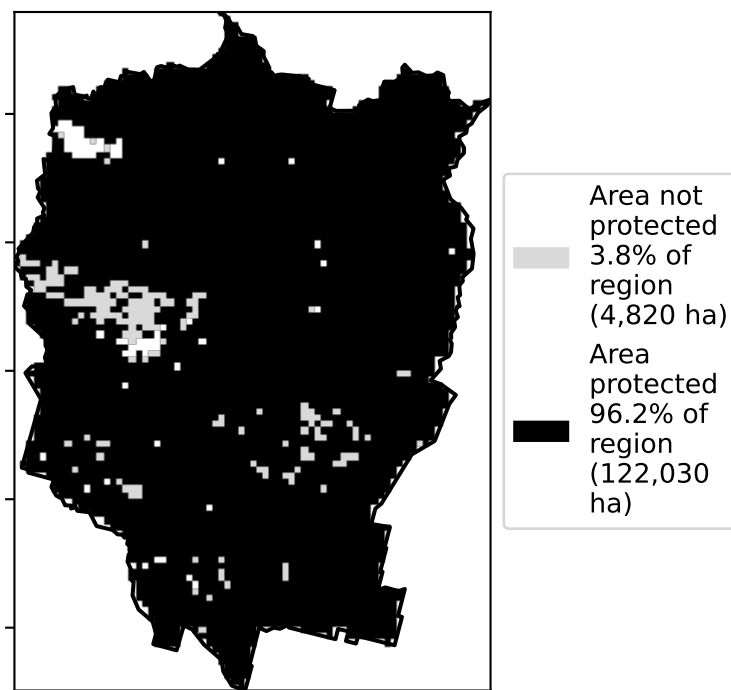 Area not
protected
3.8% of
region
(4,820 ha)
Area
protected
96.2% of
region
(122,030
ha)